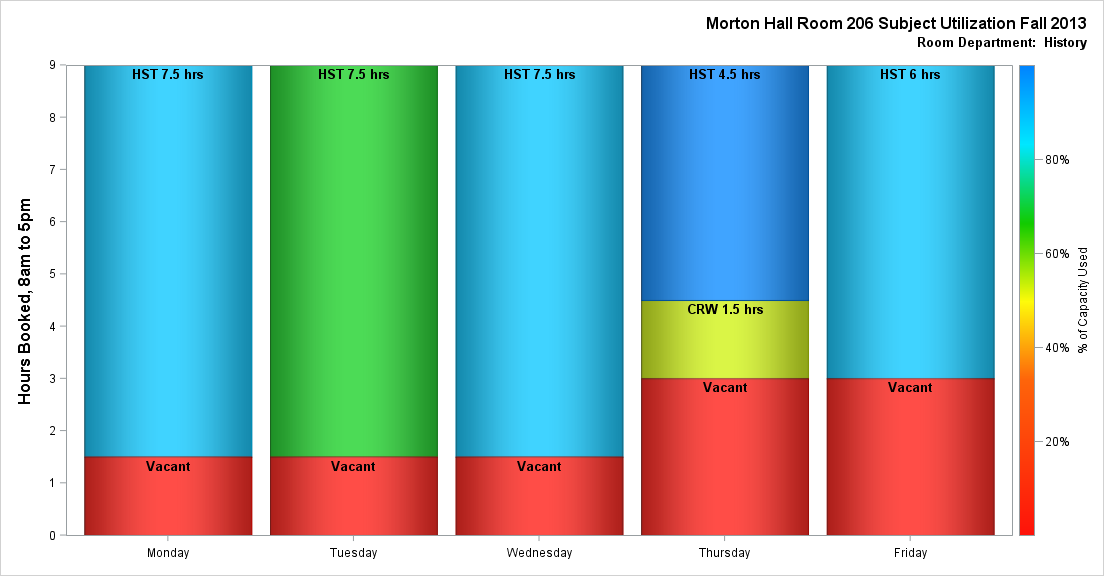 Morton Hall Room 206 Subject Utilization Fall 2013
Room Department:  History
Hours Booked, 8am to 5pm
9
8
7
6
5
4
3
2
1
0
HST 7.5 hrs
Vacant
HST 7.5 hrs
Vacant
HST 7.5 hrs
Vacant
HST 4.5 hrs
CRW 1.5 hrs
Vacant
HST 6 hrs
Vacant
Monday
Tuesday
Wednesday
Thursday
Friday
80%
60%
40%
20%
% of Capacity Used